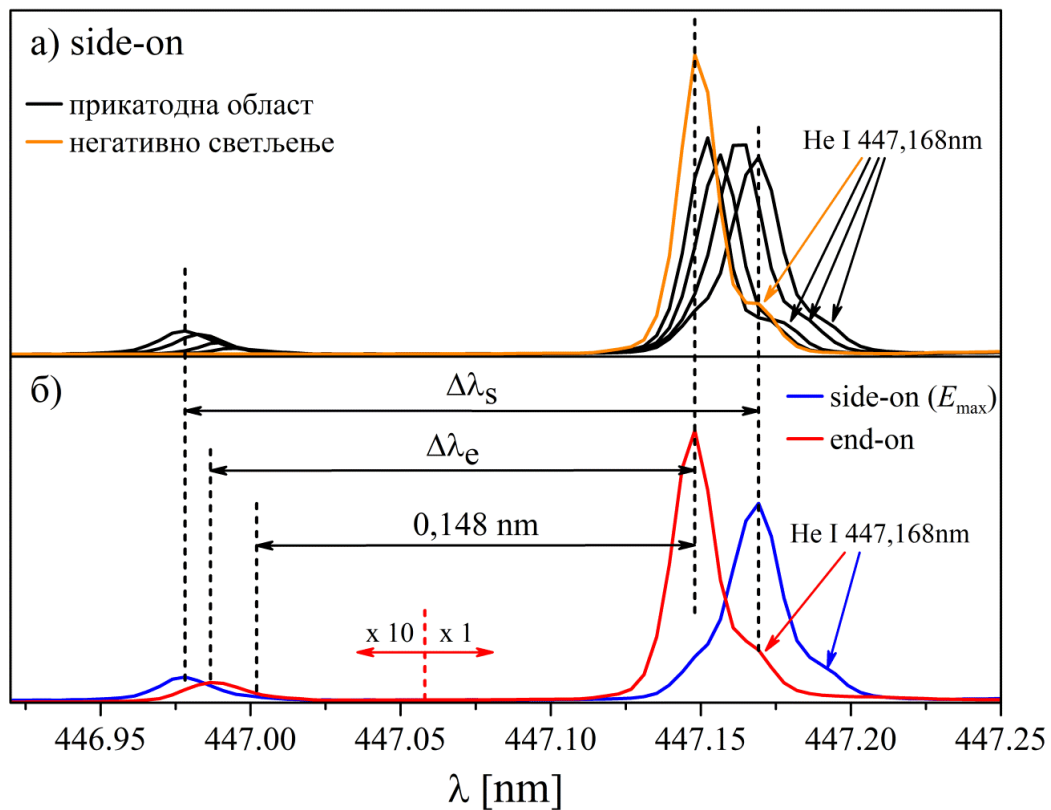 а) side-on
прикатодна област
негативно светљење
He I 447,168nm
б)
Δλs
side-on (Emax)
end-on
Δλe
0,148 nm
He I 447,168nm
x 10 x 1
446.95 447.00 447.05 447.10 447.15 447.20 447.25
λ [nm]